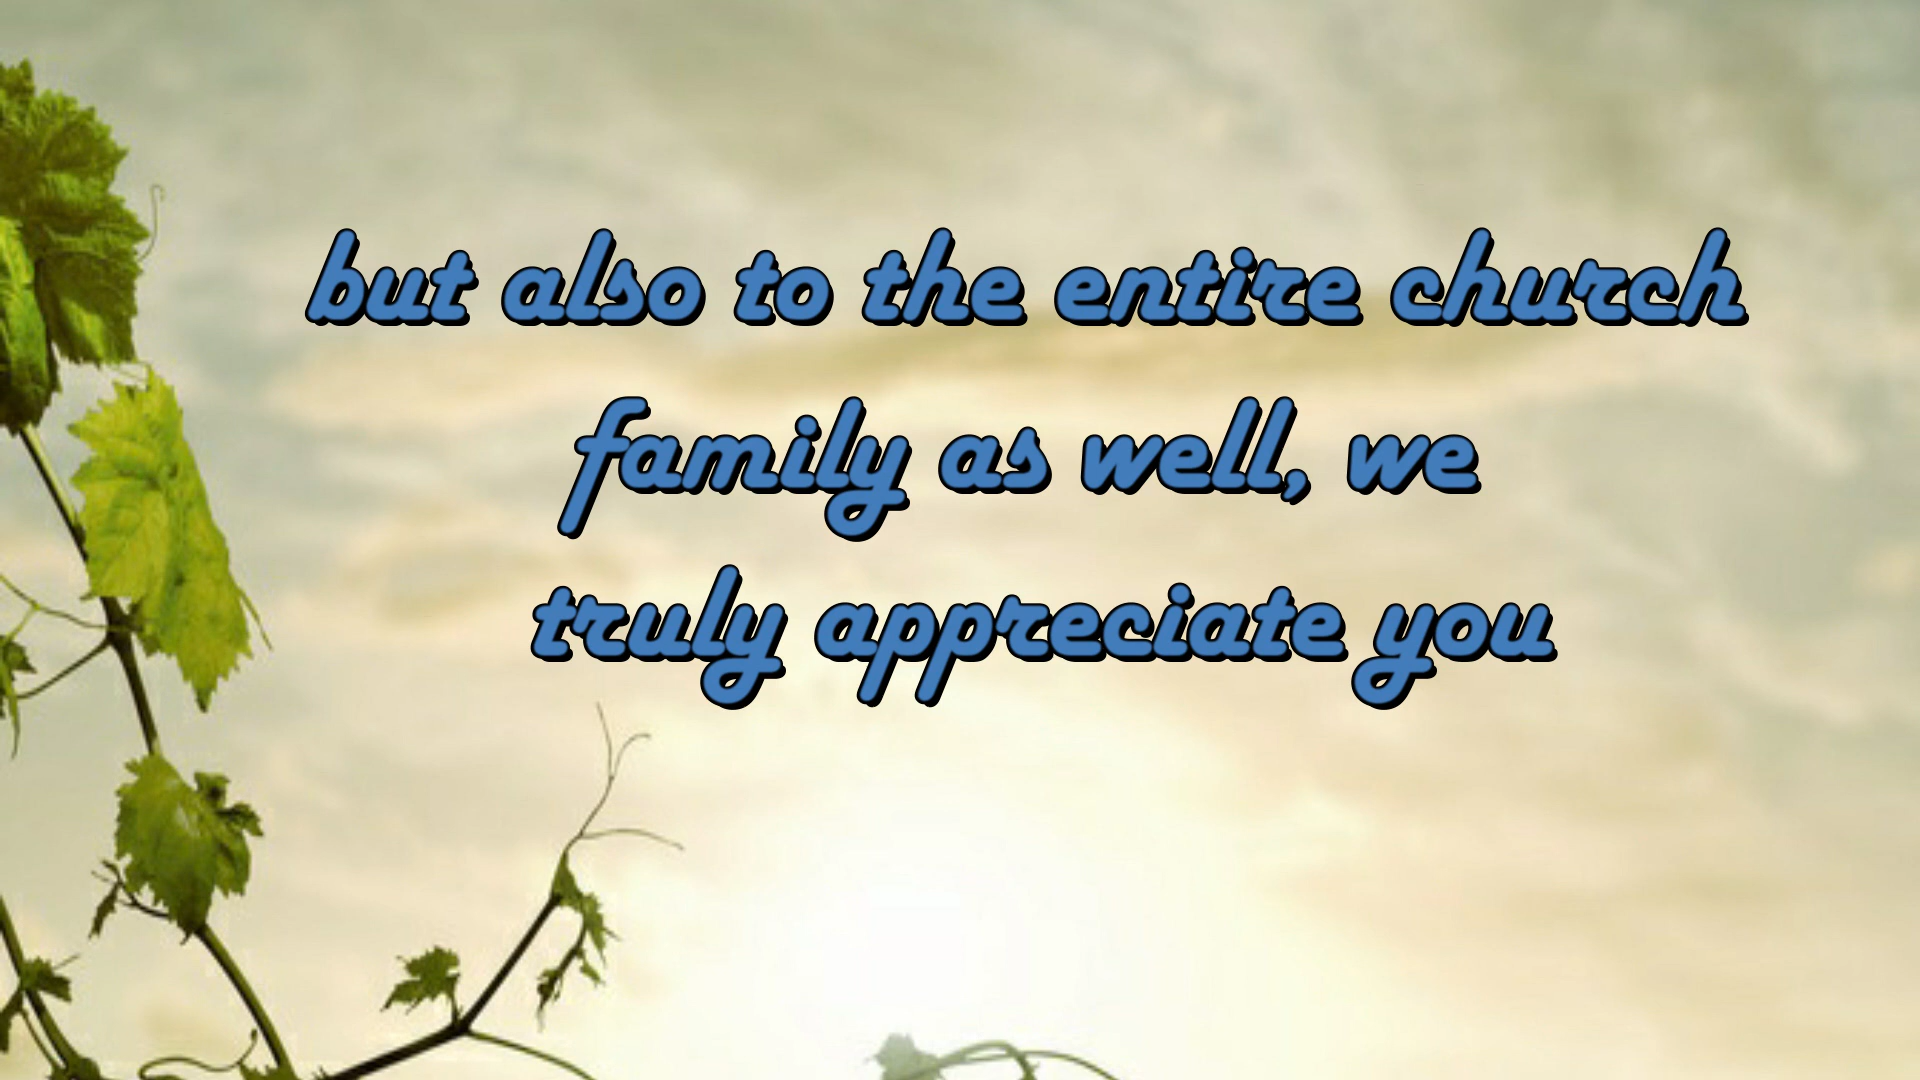 but also to the entire church
family as well, we
truly appreciate you